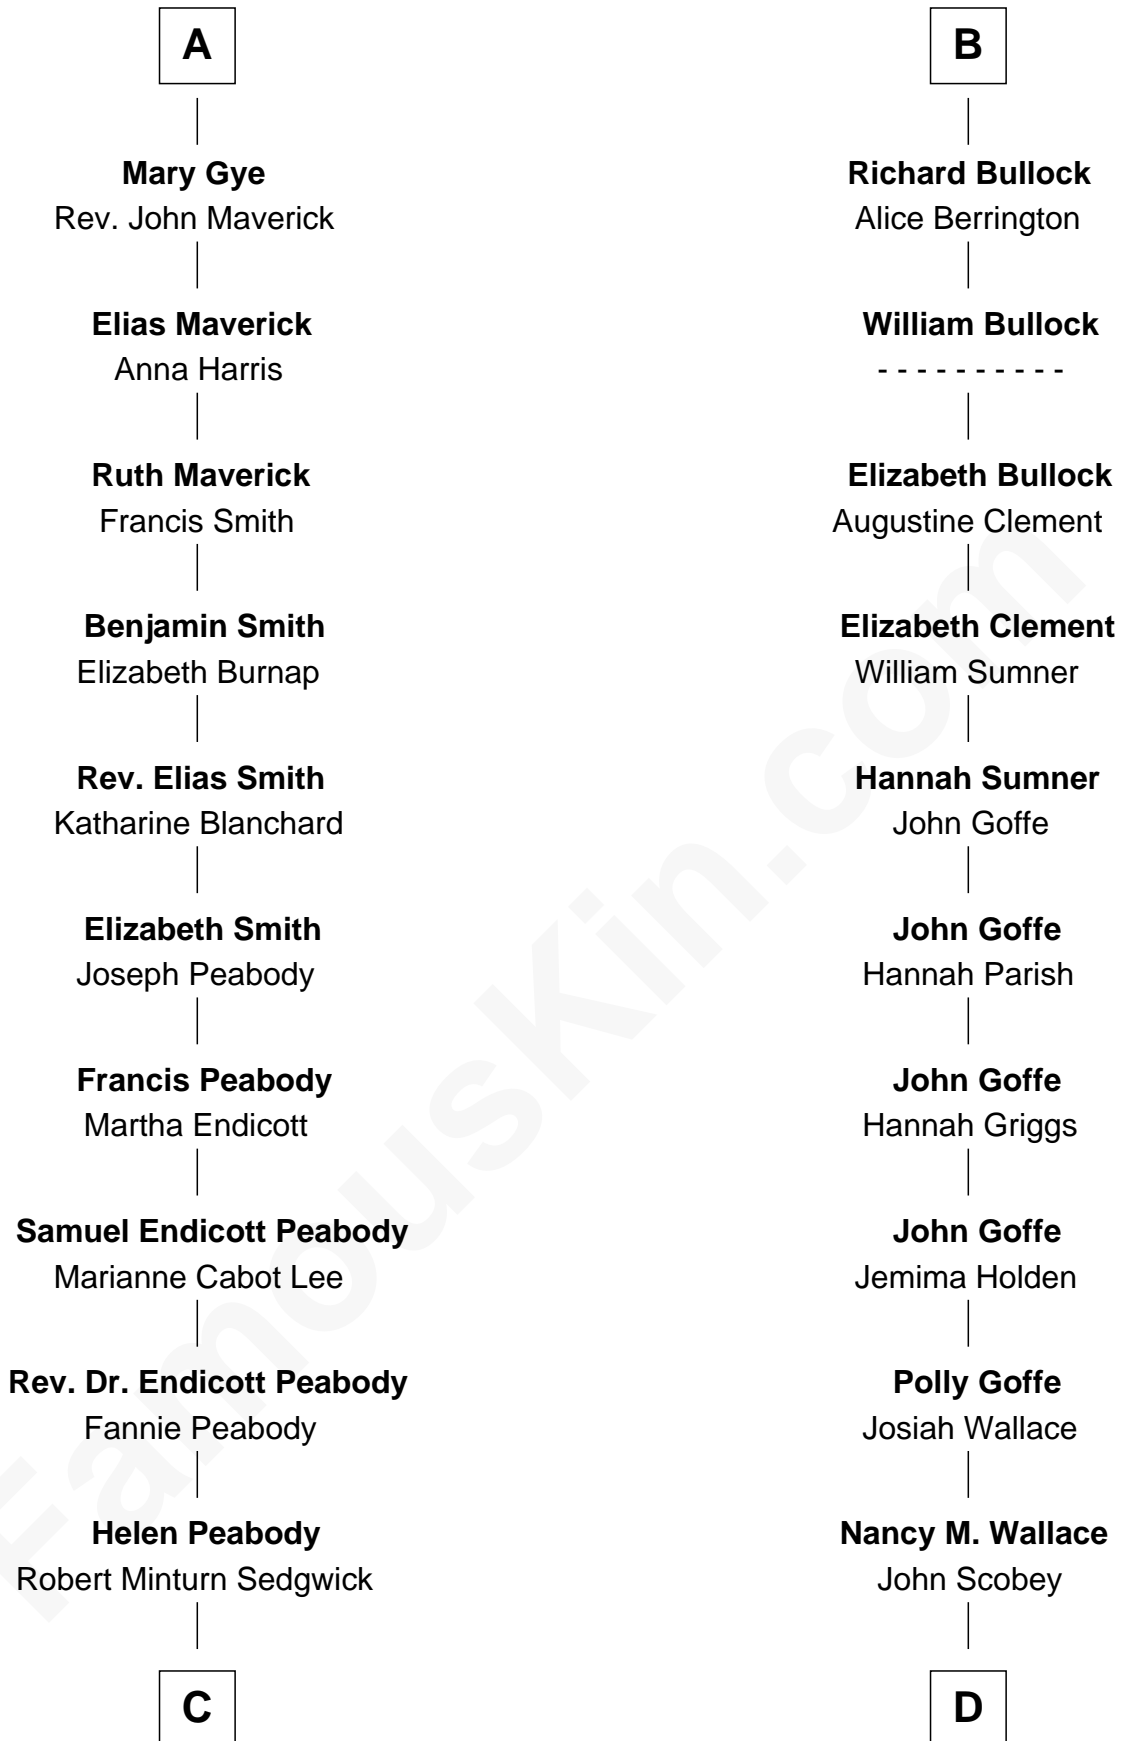 A
Mary Gye
Rev. John Maverick
Elias Maverick
Anna Harris
Ruth Maverick
Francis Smith
Benjamin Smith
Elizabeth Burnap
Rev. Elias Smith
Katharine Blanchard
Elizabeth Smith
Joseph Peabody
Francis Peabody
Martha Endicott
Samuel Endicott Peabody
Marianne Cabot Lee
Rev. Dr. Endicott Peabody
Fannie Peabody
Helen Peabody
Robert Minturn Sedgwick
C
B
Richard Bullock
Alice Berrington
William Bullock
- - - - - - - - - -
Elizabeth Bullock
Augustine Clement
Elizabeth Clement
William Sumner
Hannah Sumner
John Goffe
John Goffe
Hannah Parish
John Goffe
Hannah Griggs
John Goffe
Jemima Holden
Polly Goffe
Josiah Wallace
Nancy M. Wallace
John Scobey
D
FamousKin.com